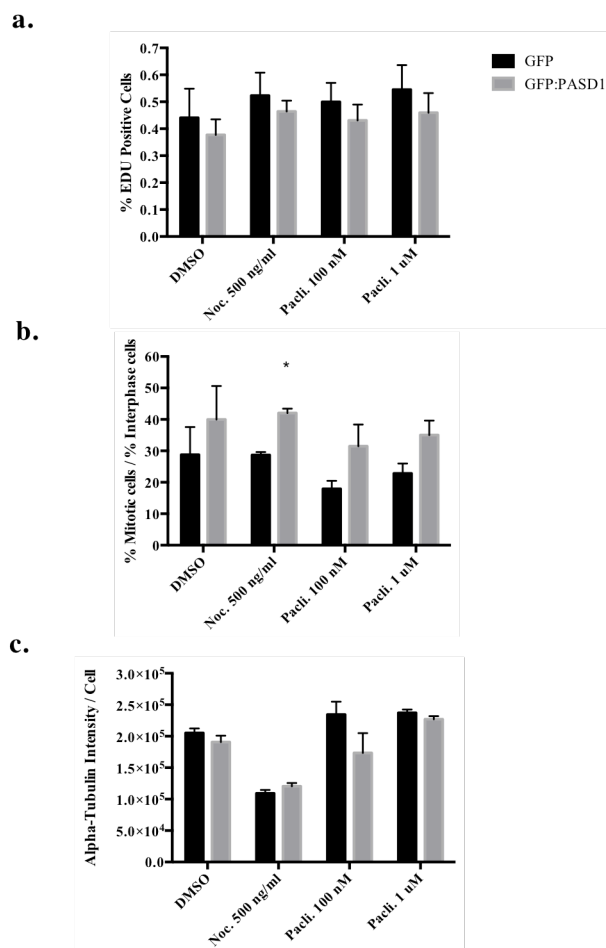 a.
% EDU Positive Cells
0.7
0.6
0.5
0.4
0.3
0.2
0.1
0.0
DMSO
Noc. 500 ng/ml
Pacli. 100 nM
Pacli. 1 uM
GFP
GFP:PASD1
b.
% Mitotic cells / % Interphase cells
60
50
40
30
20
10
0
*
DMSO
Noc. 500 ng/ml
Pacli. 100 nM
Pacli. 1 uM
c.
Alpha-Tubulin Intensity / Cell
3.0×10⁵
2.5×10⁵
2.0×10⁵
1.5×10⁵
1.0×10⁵
5.0×10⁴
0.0
DMSO
Noc. 500 ng/ml
Pacli. 100 nM
Pacli. 1 uM